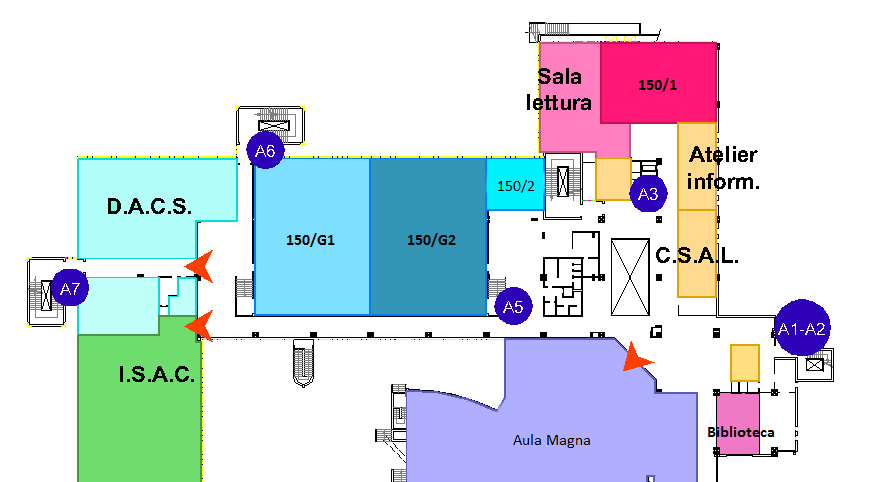 Sala
lettura
150/1
A6
Atelier
inform.
A3
150/2
D.A.C.S.
150/G1
150/G2
C.S.A.L.
A7
A5
A1-A2
I.S.A.C.
Aula Magna
Biblioteca